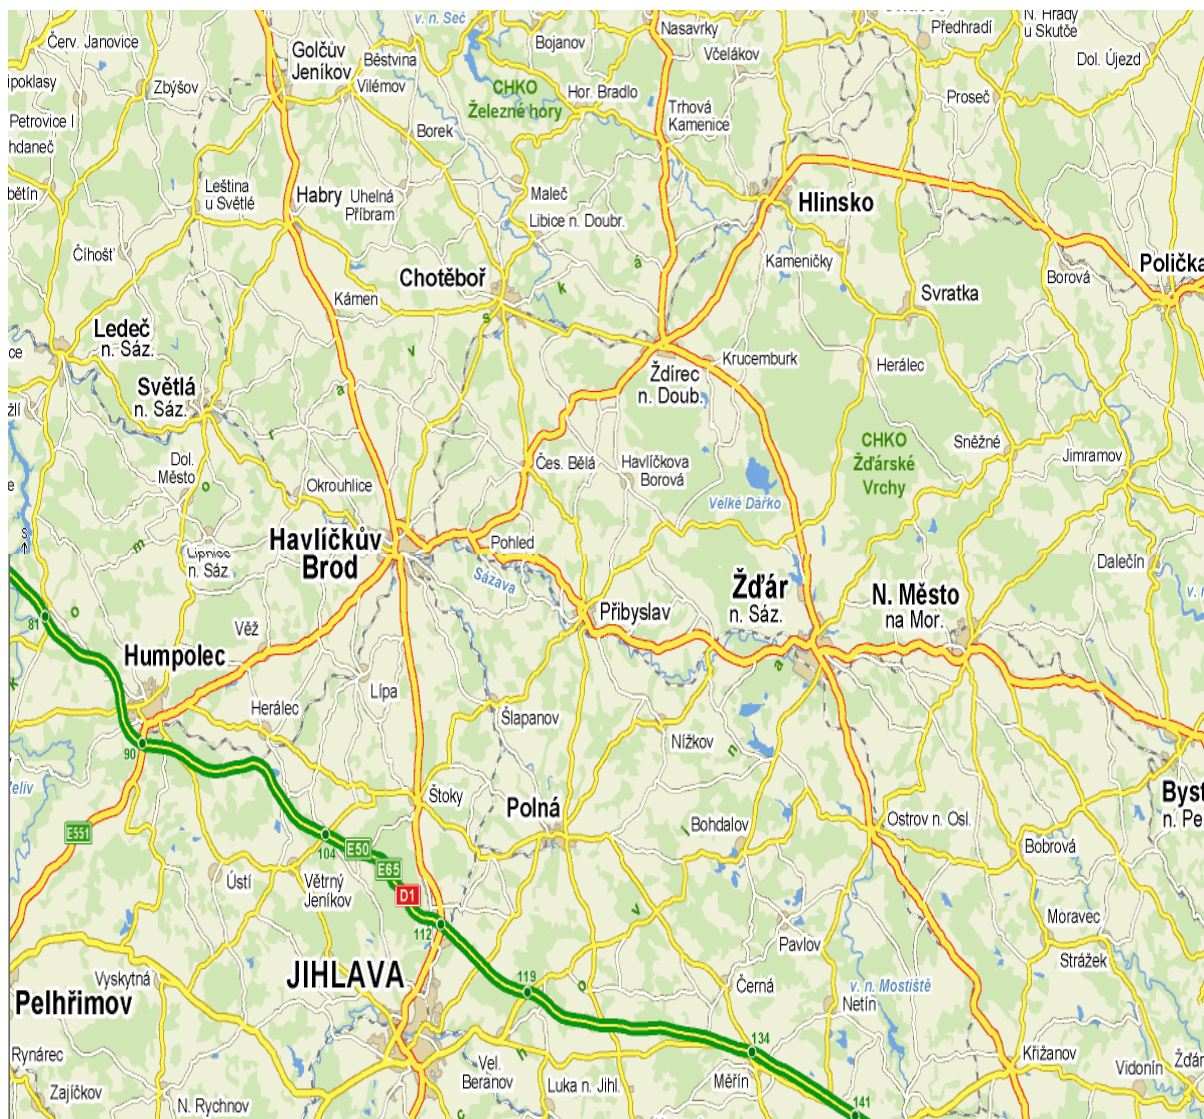 v. n. Seč
Nasavrky
Předhradí
N. Hrady
u Skutče
Červ. Janovice
Golčův
Jeníkov
Běstvina
Bojanov
Včelákov
Dol. Újezd
Zbýšov
Vilémov
CHKO
Železné hory
Hor. Bradlo
Trhová
Kamenice
Proseč
Petrovice I
Borek
Leština
u Světlé
Habry
Uhelná
Příbram
Maleč
Hlinsko
Libice n. Doubr.
Číhošť
Chotěboř
Kameničky
Borová
Polička
Kámen
Svratka
Ledeč
n. Sáz.
Krucemburk
Herálec
Světlá
n. Sáz.
Ždírec
n. Doub.
CHKO
Žďárské
Vrchy
Sněžné
Jimramov
Dol.
Město
Okrouhlice
Čes. Bělá
Havlíčkova
Borová
Velké Dářko
Havlíčkův
Brod
Pohled
Lipnice
n. Sáz.
Sázava
Dalečín
Žďár
n. Sáz.
N. Město
na Mor.
Přibyslav
81
Věž
Humpolec
Lípa
Herálec
Šlapanov
Nížkov
90
Štoky
Polná
Byst
n. Pe
E551
Bohdalov
Ostrov n. Osl.
104
E50
E65
D1
Bobrová
Ústí
Větrný
Jeníkov
112
Moravec
Pavlov
Strážek
Vyskytná
JIHLAVA
119
Černá
v. n. Mostiště
Pelhřimov
Netín
134
Rynárec
Vel.
Beranov
Luka n. Jihl.
Měřín
Křižanov
Vidonín
Žďár
Zajíčkov
N. Rychnov
141